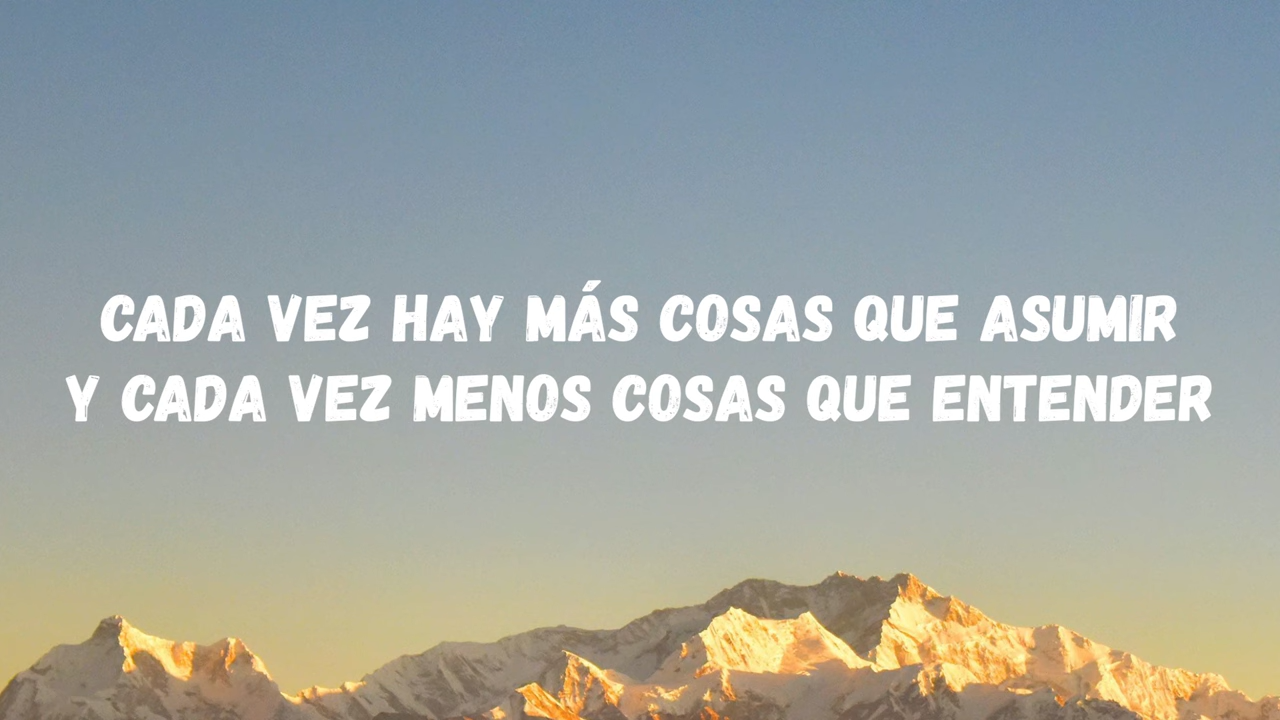 CADA VEZ HAY MÁS COSAS QUE ASUMIR
Y CADA VEZ MENOS COSAS QUE ENTENDER